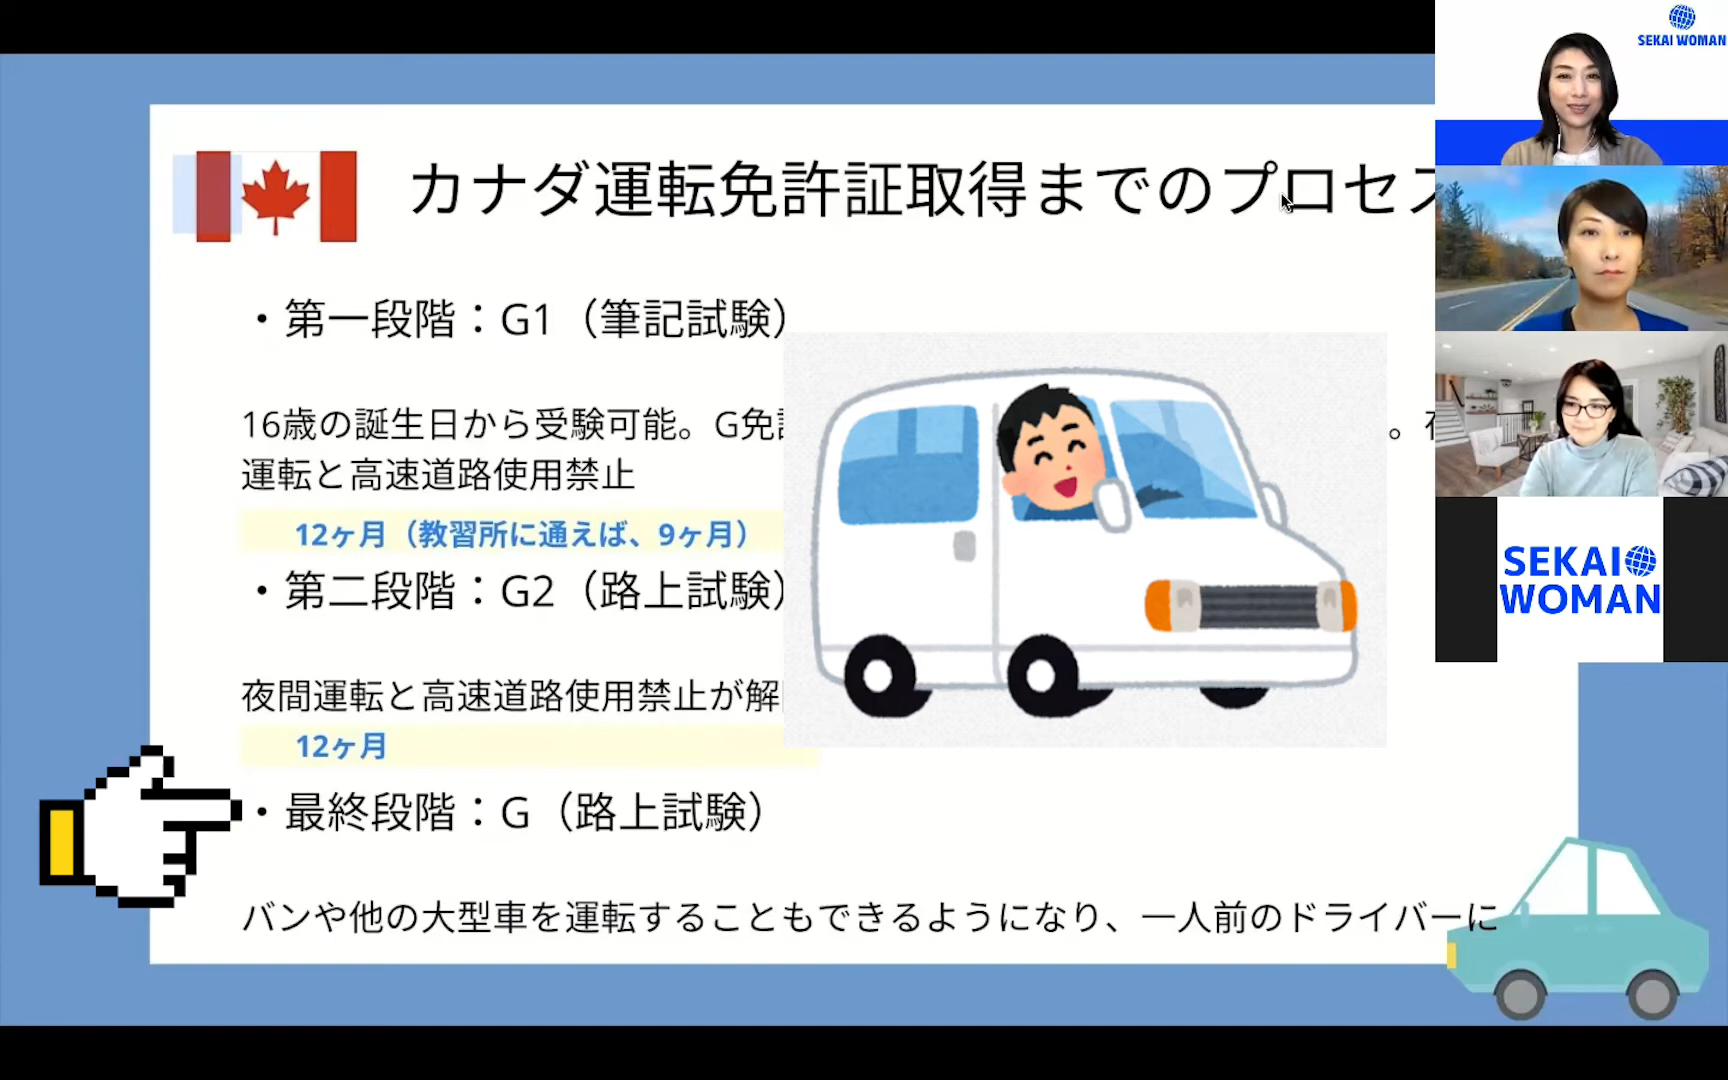 カナダ運転免許証取得までのプロセス
・第一段階：G1（筆記試験）
16歳の誕生日から受験可能。G免
運転と高速道路使用禁止
12ヶ月（教習所に通えば、9ヶ月）
・第二段階：G2（路上試験）
夜間運転と高速道路使用禁止が解
12ヶ月
・最終段階：G（路上試験）
バンや他の大型車を運転することもできるようになり、一人前のドライバーに
SEKAI WOMAN
SEKAI
WOMAN